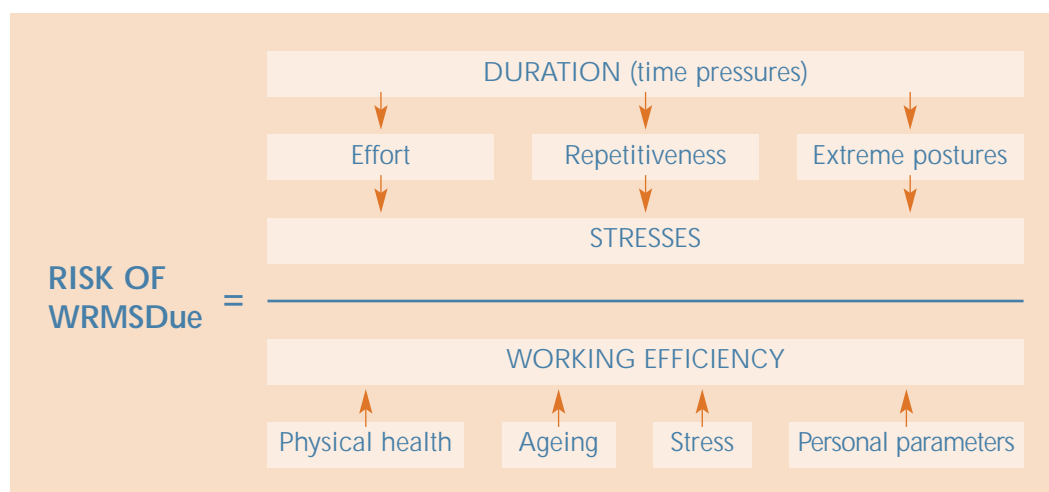 DURATION (time pressures)
Effort Repetitiveness Extreme postures
STRESSES
RISK OF
WRMSDue =
WORKING EFFICIENCY
Physical health Ageing Stress Personal parameters